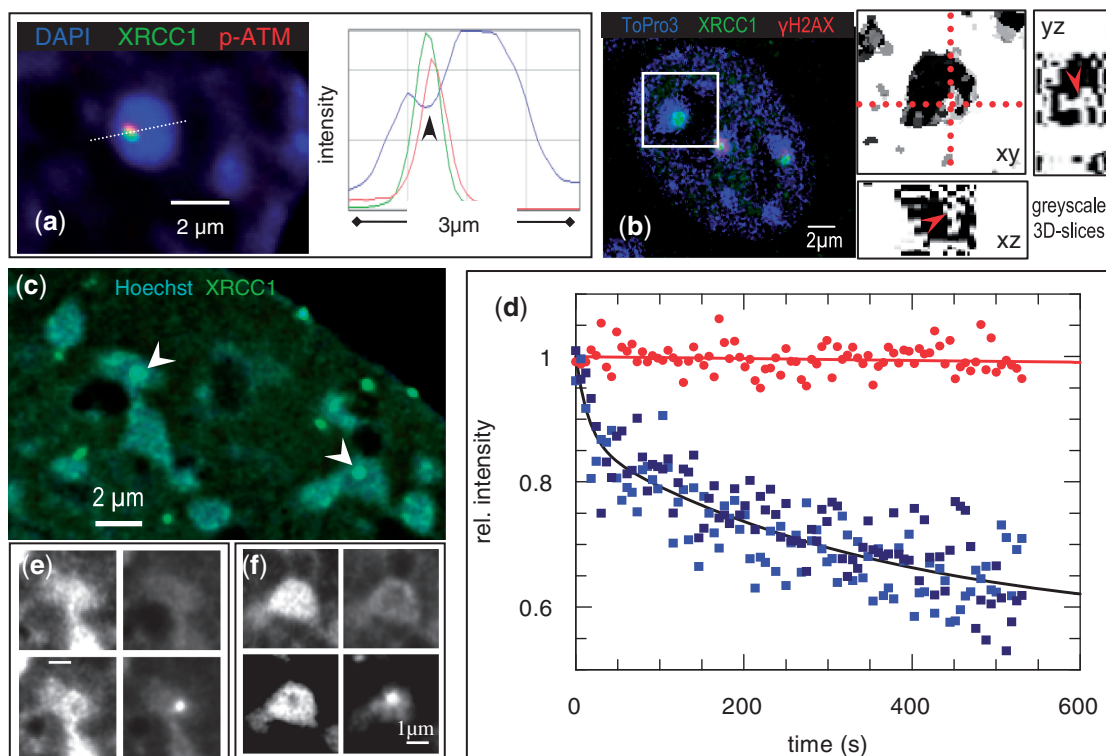 DAPI XRCC1 p-ATM
(a)
2 µm
intensity
3µm
ToPro3 XRCC1 γH2AX
(b)
2µm
xy
yz
xz
greyscale
3D-slices
(c)
Hoechst XRCC1
2 µm
(d)
rel. intensity
1
0.8
0.6
0 200 400 600
time (s)
(e)
(f)
1µm